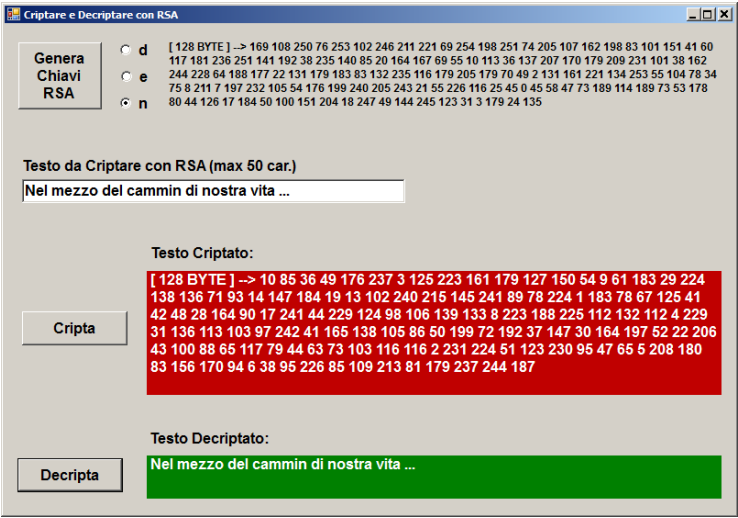 Criptare e Decriptare con RSA
Genera
Chiavi
RSA
d
e
n
[ 128 BYTE ] --> 169 108 250 76 253 102 246 211 221 69 254 198 251 74 205 107 162 198 83 101 151 41 60
117 181 236 251 141 192 38 235 140 85 20 164 167 69 55 10 113 36 137 207 170 179 209 231 101 38 162
244 228 64 188 177 22 131 179 183 83 132 235 116 179 205 179 70 49 2 131 161 221 134 253 55 104 78 34
75 8 211 7 197 232 105 54 176 199 240 205 243 21 55 226 116 25 45 0 45 58 47 73 189 114 189 73 53 178
80 44 126 17 184 50 100 151 204 18 247 49 144 245 123 31 3 179 24 135
Testo da Criptare con RSA (max 50 car.)
Nel mezzo del cammin di nostra vita ...
Testo Criptato:
[ 128 BYTE ] --> 10 85 36 49 176 237 3 125 223 161 179 127 150 54 9 61 183 29 224
138 136 71 93 14 147 184 19 13 102 240 215 145 241 89 78 224 1 183 78 67 125 41
42 48 28 164 90 17 241 44 229 124 98 106 139 133 8 223 188 225 112 132 112 4 229
31 136 113 103 97 242 41 165 138 105 86 50 199 72 192 37 147 30 164 197 52 22 206
43 100 88 65 117 79 44 63 73 103 116 116 2 231 224 51 123 230 95 47 65 5 208 180
83 156 170 94 6 38 95 226 85 109 213 81 179 237 244 187
Cripta
Testo Decriptato:
Nel mezzo del cammin di nostra vita ...
Decripta